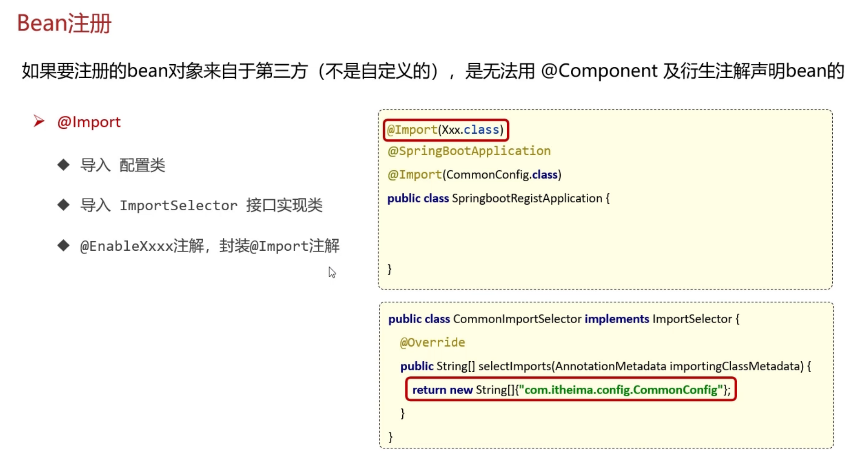 Bean注册
如果要注册的bean对象来自于第三方（不是自定义的），是无法用 @Component 及衍生注解声明bean的
➢ @Import
◆ 导入 配置类
◆ 导入 ImportSelector 接口实现类
◆ @EnableXxxx注解，封装@Import注解
@Import(Xxx.class)
@SpringBootApplication
@Import(CommonConfig.class)
public class SpringbootRegistApplication {
}
public class CommonImportSelector implements ImportSelector {
@Override
public String[] selectImports(AnnotationMetadata importingClassMetadata) {
return new String[]{"com.itheima.config.CommonConfig"};
}
}